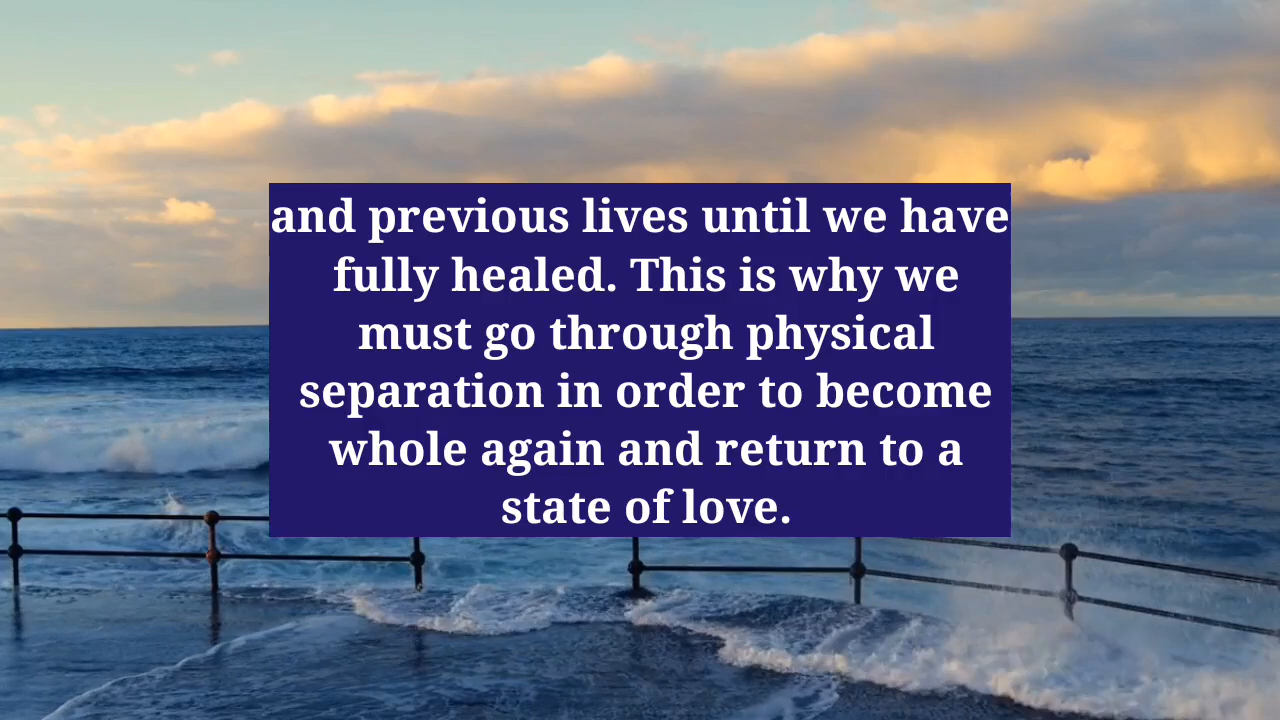 and previous lives until we have
fully healed. This is why we
must go through physical
separation in order to become
whole again and return to a
state of love.